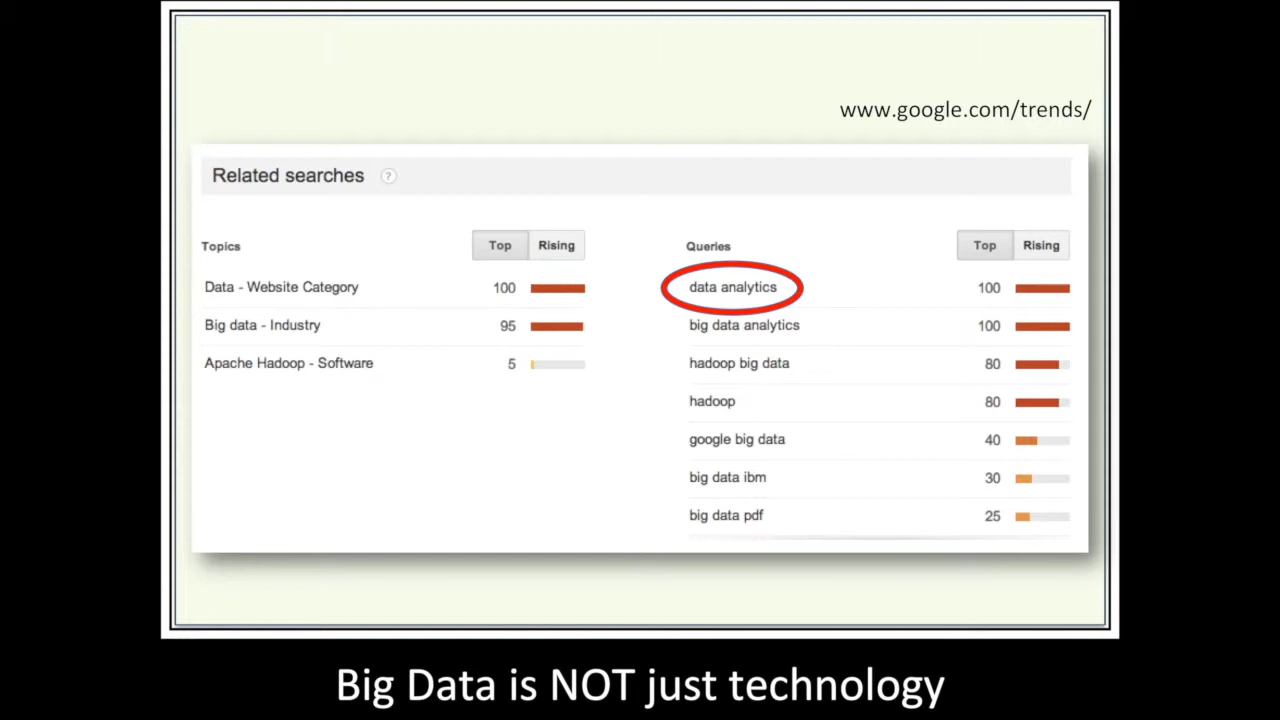 www.google.com/trends/
Related searches ?
Topics Top Rising
Data - Website Category 100
Big data - Industry 95
Apache Hadoop - Software 5
Queries Top Rising
data analytics 100
big data analytics 100
hadoop big data 80
hadoop 80
google big data 40
big data ibm 30
big data pdf 25
Big Data is NOT just technology